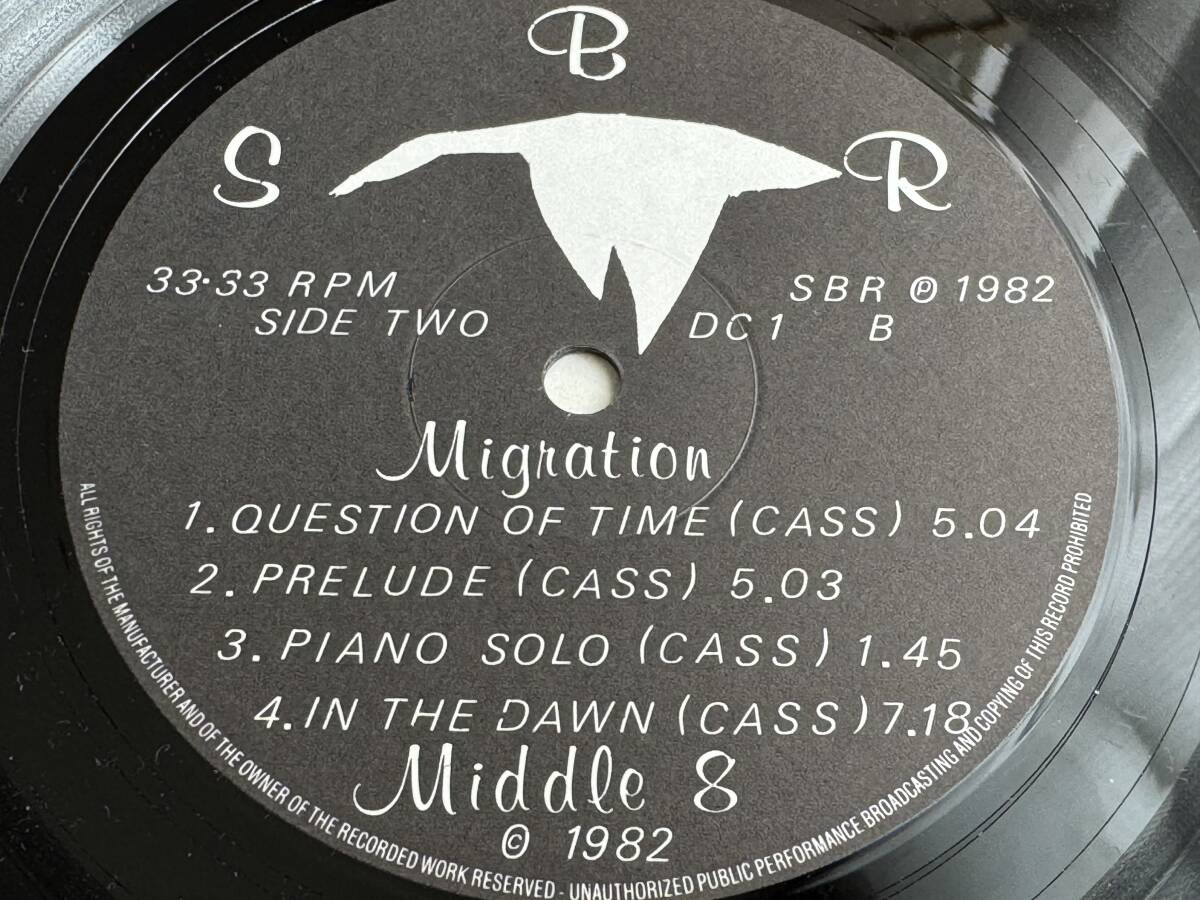 S B R
33·33 RPM SBR ℗ 1982
SIDE TWO DC 1 B
Migration
1. QUESTION OF TIME (CASS) 5.04
2. PRELUDE (CASS) 5.03
3. PIANO SOLO (CASS) 1.45
4. IN THE DAWN (CASS) 7.18
Middle 8
© 1982
ALL RIGHTS OF THE MANUFACTURER AND OF THE OWNER OF THE RECORDED WORK RESERVED - UNAUTHORIZED PUBLIC PERFORMANCE BROADCASTING AND COPYING OF THIS RECORD PROHIBITED